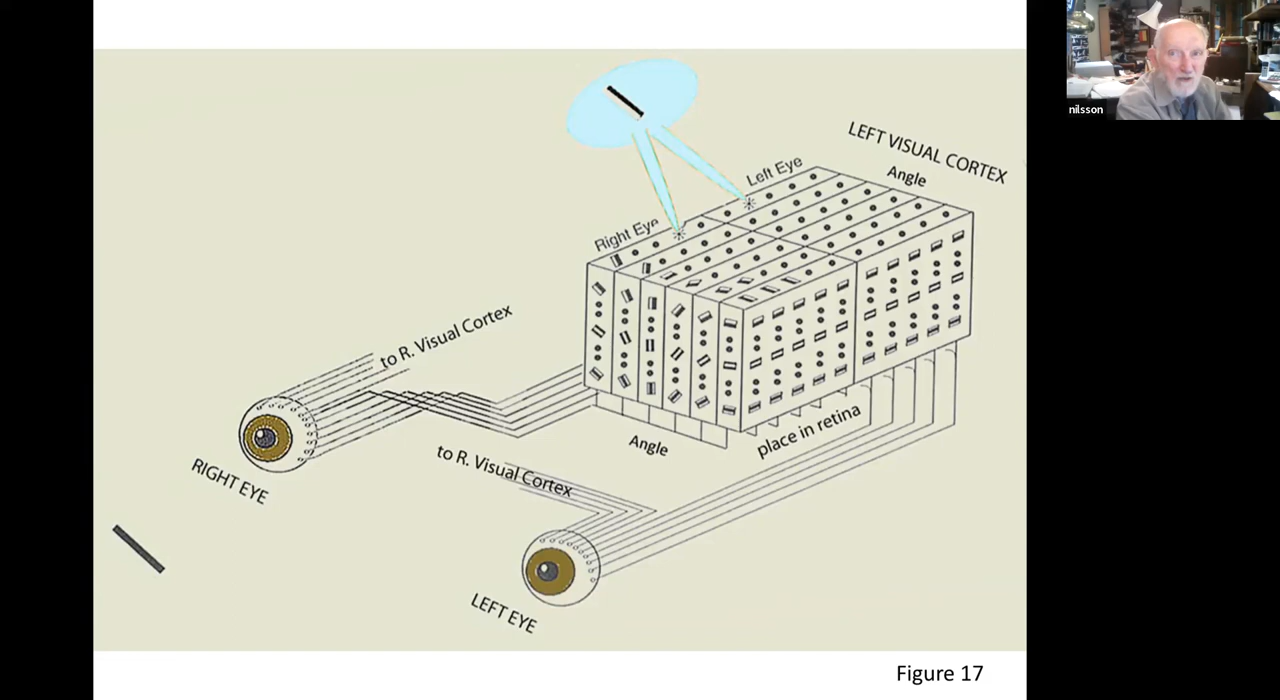 nilsson
LEFT VISUAL CORTEX
Left Eye
Angle
Right Eye
to R. Visual Cortex
Angle
place in retina
to R. Visual Cortex
RIGHT EYE
LEFT EYE
Figure 17